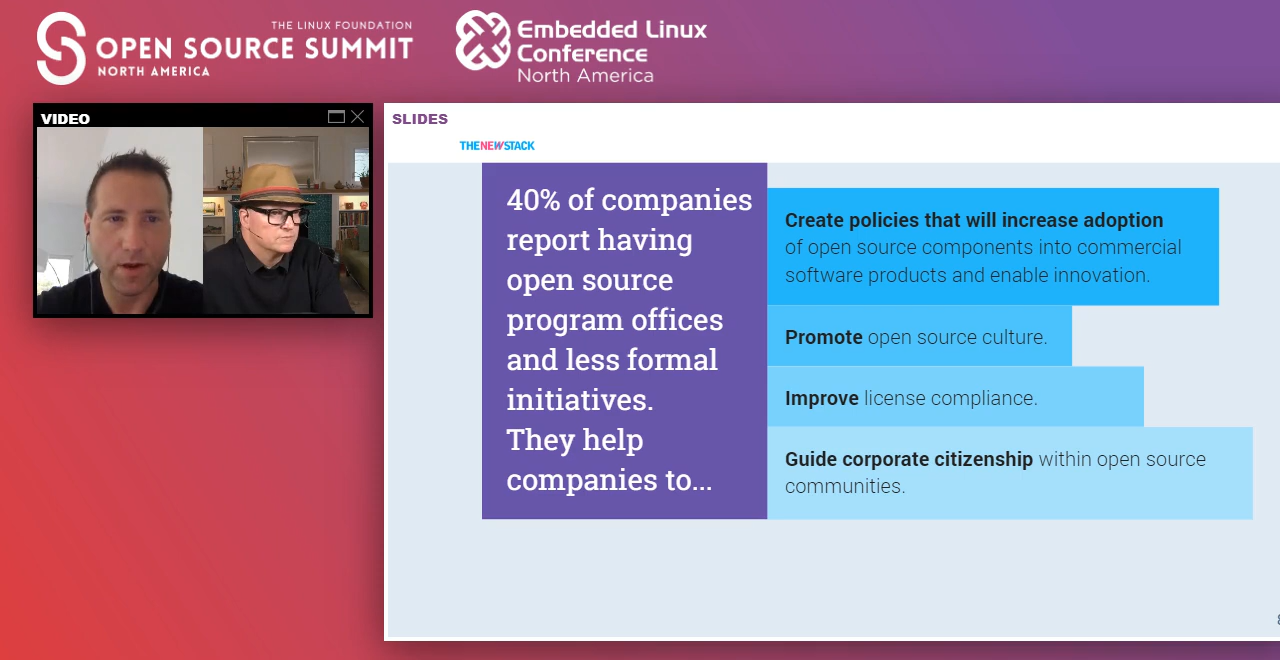 THE LINUX FOUNDATION
OPEN SOURCE SUMMIT
NORTH AMERICA
Embedded Linux
Conference
North America
VIDEO
SLIDES
THENEWSTACK
40% of companies
report having
open source
program offices
and less formal
initiatives.
They help
companies to...
Create policies that will increase adoption
of open source components into commercial
software products and enable innovation.
Promote open source culture.
Improve license compliance.
Guide corporate citizenship within open source
communities.